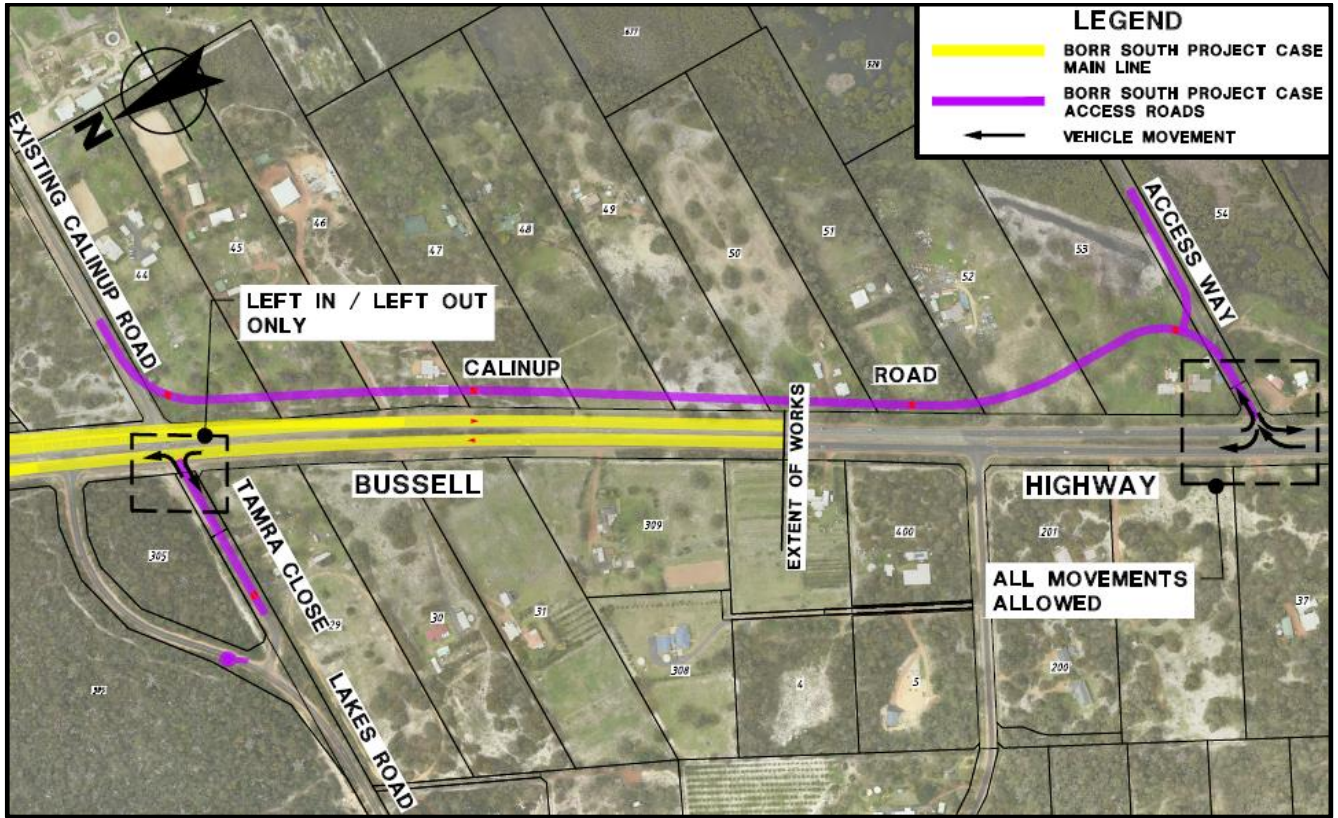 LEGEND
BORR SOUTH PROJECT CASE
MAIN LINE
BORR SOUTH PROJECT CASE
ACCESS ROADS
VEHICLE MOVEMENT
N
EXISTING CALINUP ROAD
LEFT IN / LEFT OUT
ONLY
CALINUP
ROAD
ACCESS WAY
EXTENT OF WORKS
BUSSELL
HIGHWAY
TAMRA CLOSE
LAKES ROAD
ALL MOVEMENTS
ALLOWED
44
45
46
47
48
49
50
51
52
53
54
305
29
30
31
309
308
400
4
5
201
200
37